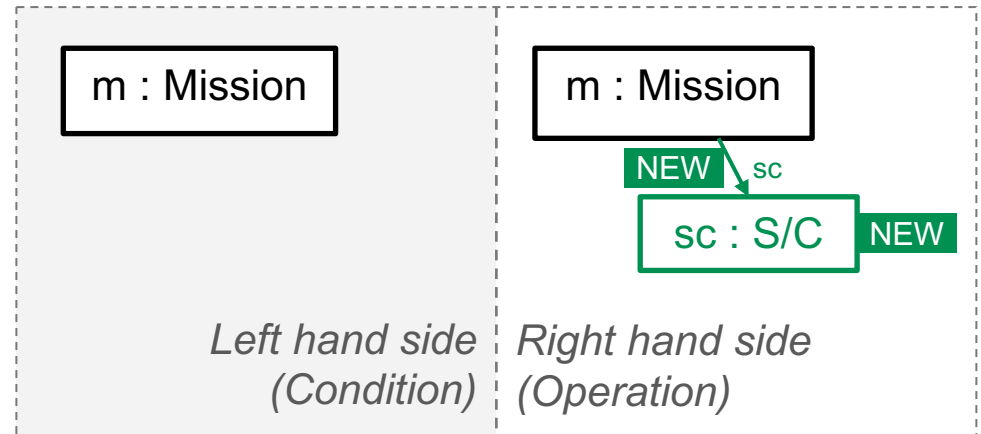 m : Mission
Left hand side
(Condition)
m : Mission
NEW
sc
sc : S/C
NEW
Right hand side
(Operation)